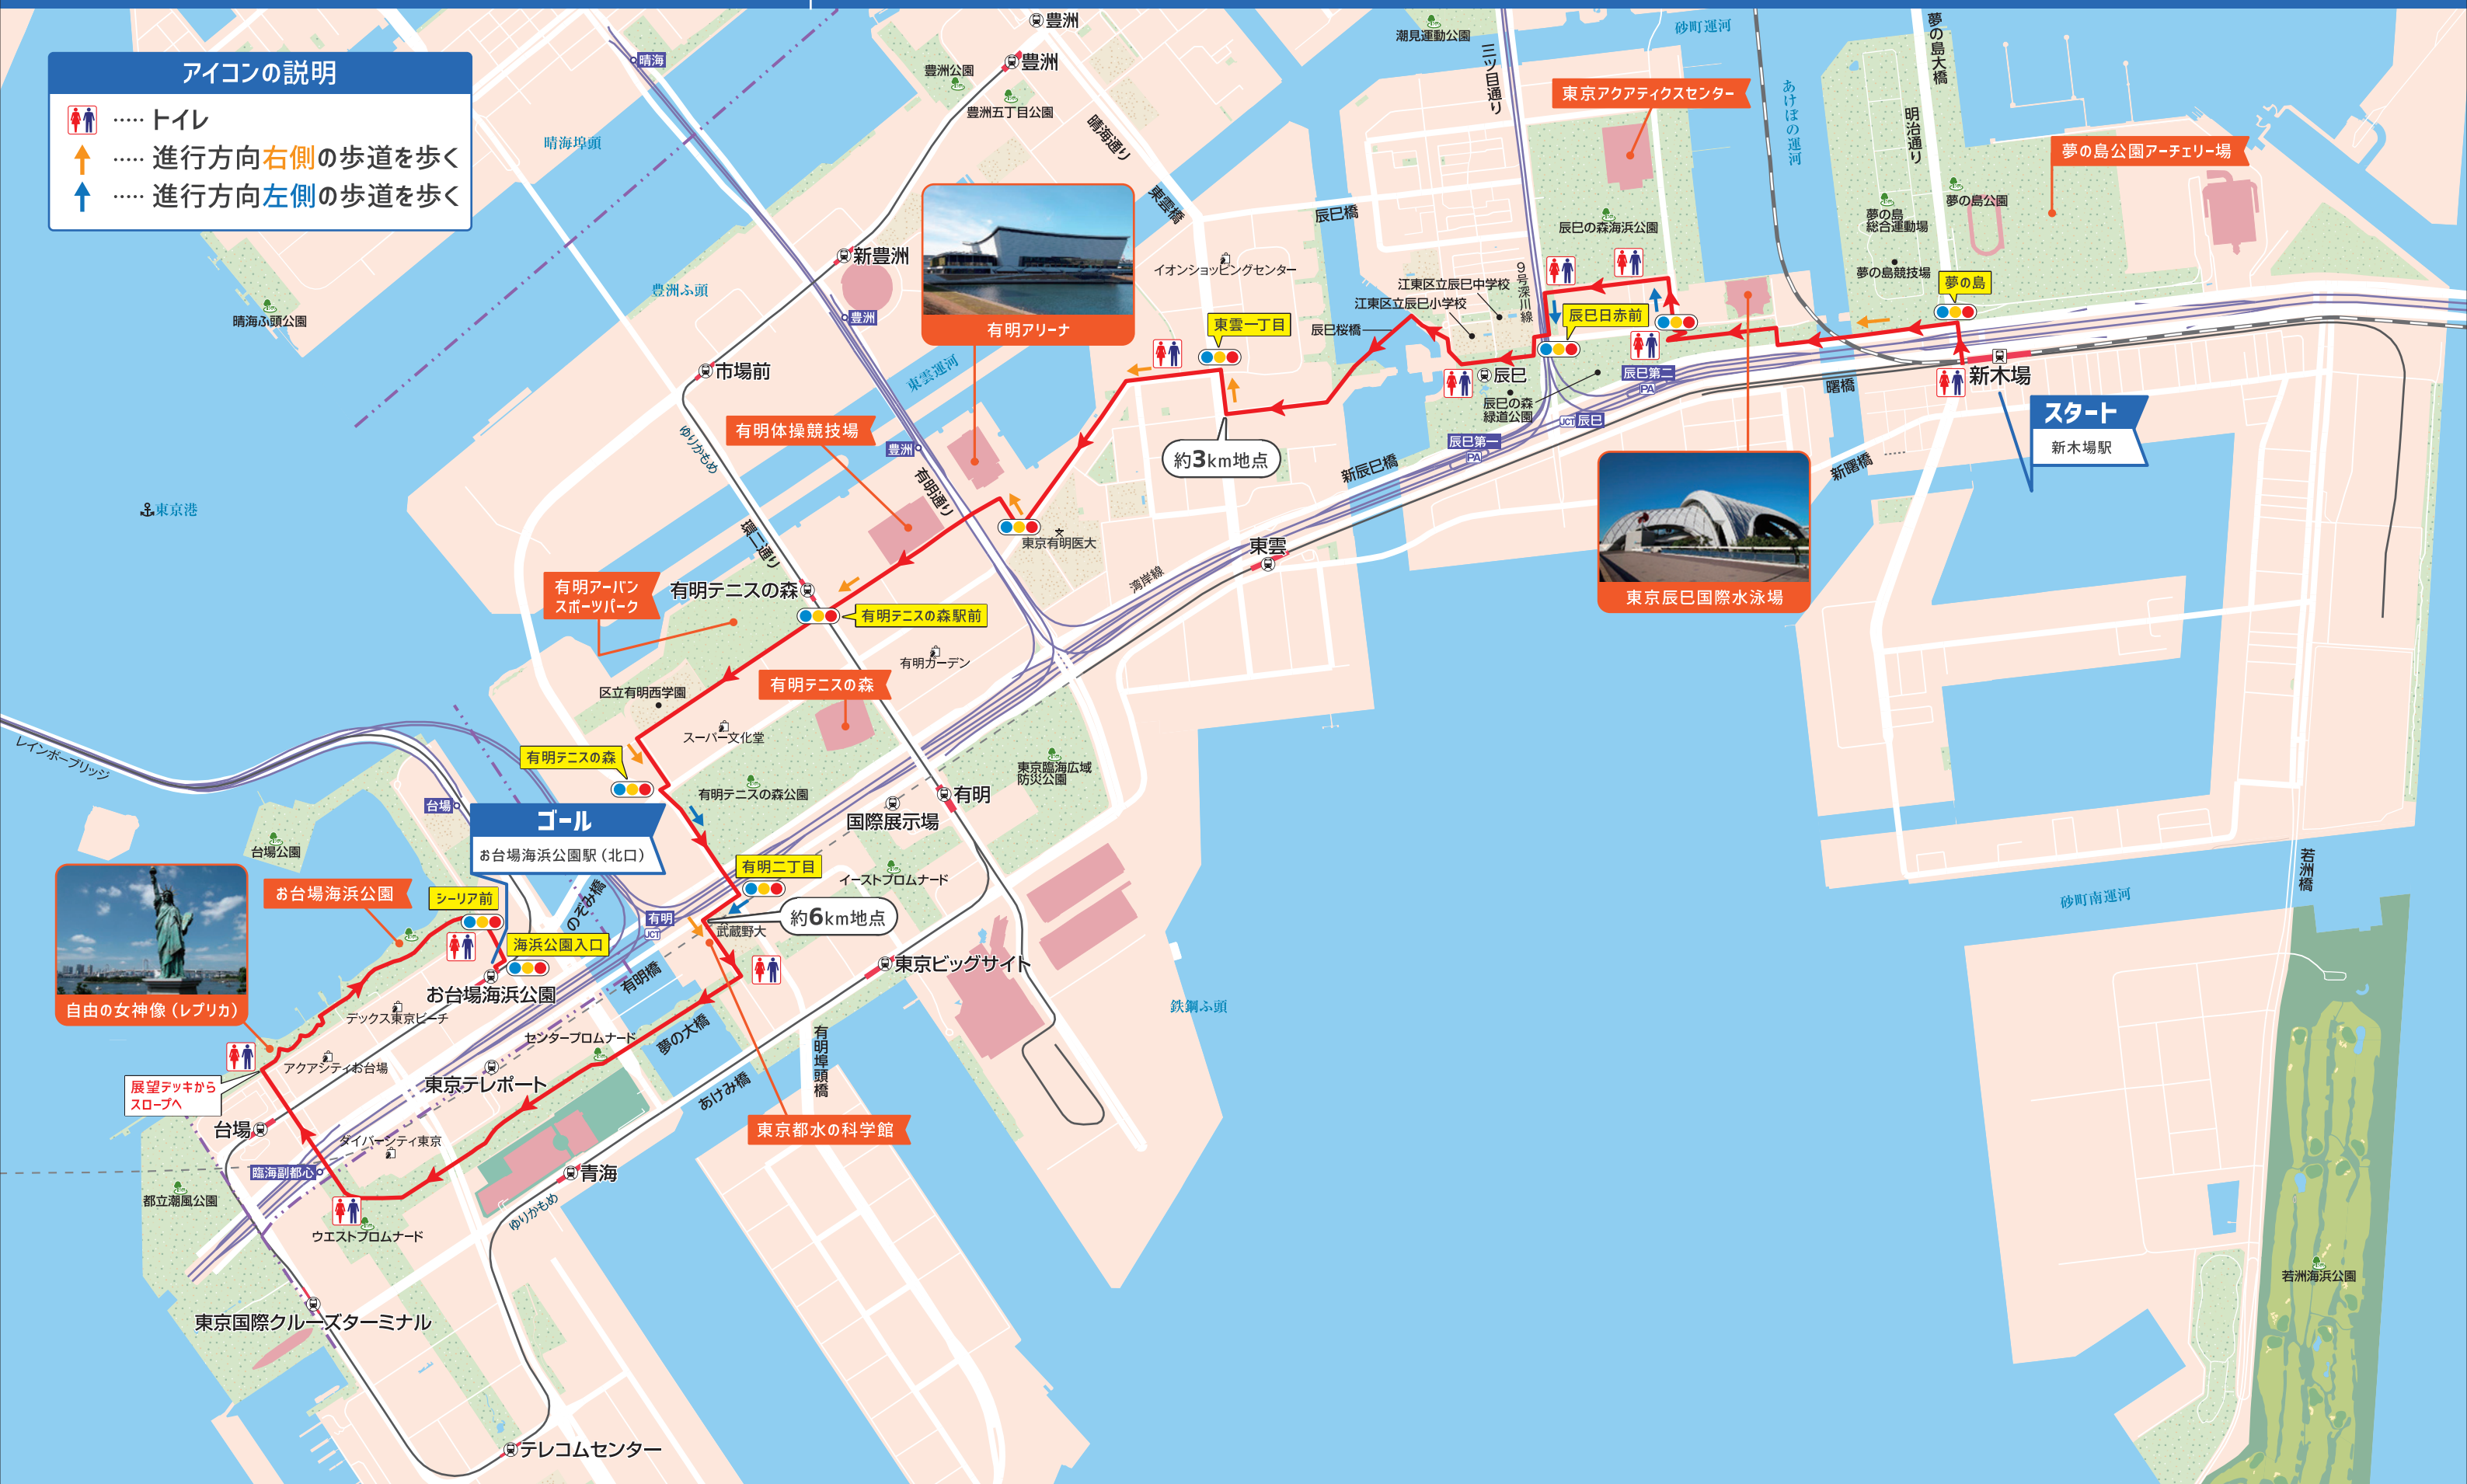 アイコンの説明
トイレ
進行方向右側の歩道を歩く
進行方向左側の歩道を歩く
晴海
豊洲
豊洲
豊洲公園
豊洲五丁目公園
晴海通り
東雲橋
潮見運動公園
三ツ目通り
砂町運河
あけぼの運河
夢の島大橋
明治通り
東京アクアティクスセンター
夢の島公園アーチェリー場
晴海埠頭
晴海ふ頭公園
豊洲ふ頭
新豊洲
豊洲
市場前
東雲運河
有明アリーナ
イオンショッピングセンター
辰巳橋
東雲一丁目
江東区立辰巳中学校
江東区立辰巳小学校
辰巳桜橋
9号深川線
辰巳の森海浜公園
辰巳日赤前
夢の島
総合運動場
夢の島公園
夢の島競技場
夢の島
新木場
曙橋
スタート
新木場駅
辰巳
辰巳の森
緑道公園
辰巳第二
PA
JCT 辰巳
辰巳第一
PA
新辰巳橋
新曙橋
東京辰巳国際水泳場
約3km地点
ゆりかもめ
有明体操競技場
豊洲
有明通り
環二通り
東京港
東京有明医大
東雲
湾岸線
有明アーバン
スポーツパーク
有明テニスの森
有明テニスの森駅前
有明ガーデン
区立有明西学園
有明テニスの森
スーパー文化堂
有明テニスの森
有明テニスの森公園
東京臨海広域
防災公園
有明
国際展示場
レインボーブリッジ
台場
ゴール
お台場海浜公園駅（北口）
台場公園
お台場海浜公園
シーリア前
海浜公園入口
のぞみ橋
有明二丁目
イーストプロムナード
有明
JCT
約6km地点
武蔵野大
有明橋
東京ビッグサイト
自由の女神像（レプリカ）
お台場海浜公園
デックス東京ビーチ
センタープロムナード
夢の大橋
有明埠頭橋
鉄鋼ふ頭
アクアシティお台場
東京テレポート
あけみ橋
展望デッキから
スロープへ
台場
ダイバーシティ東京
東京都水の科学館
臨海副都心
青海
都立潮風公園
ウエストプロムナード
ゆりかもめ
東京国際クルーズターミナル
テレコムセンター
若洲橋
砂町南運河
若洲海浜公園